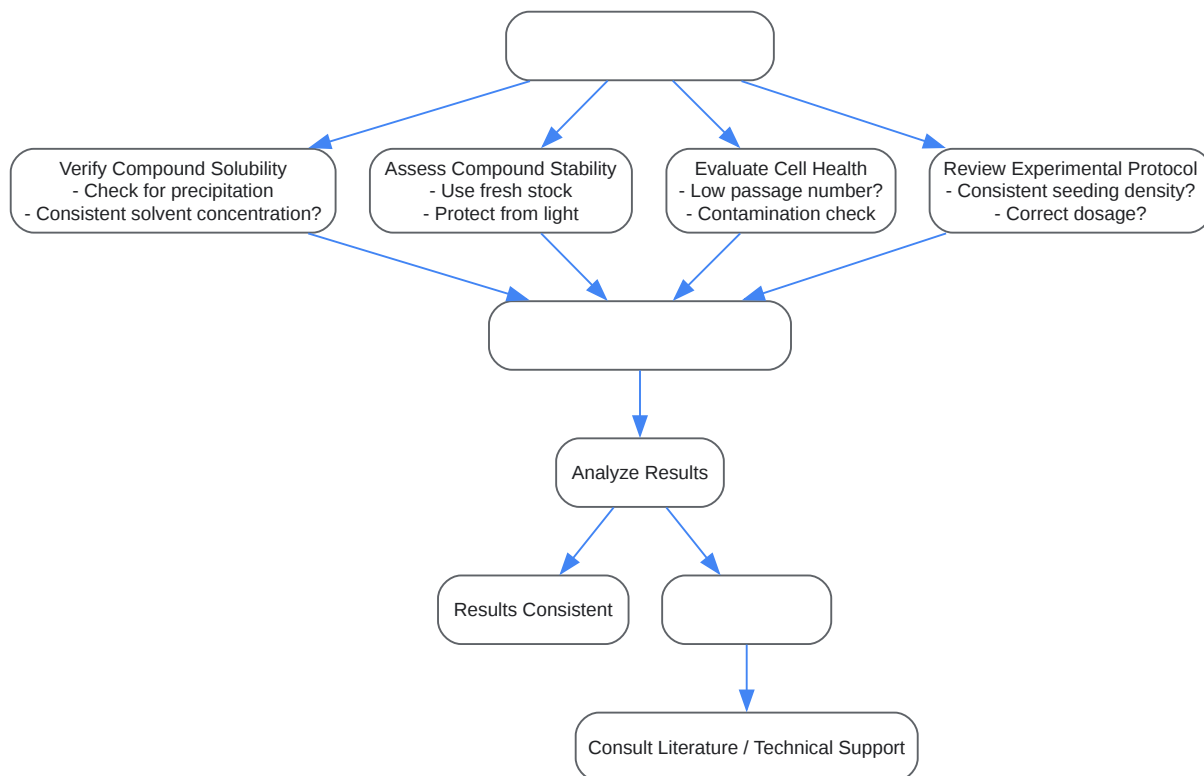 Verify Compound Solubility
- Check for precipitation
- Consistent solvent concentration?
Assess Compound Stability
- Use fresh stock
- Protect from light
Evaluate Cell Health
- Low passage number?
- Contamination check
Review Experimental Protocol
- Consistent seeding density?
- Correct dosage?
Analyze Results
Results Consistent
Consult Literature / Technical Support